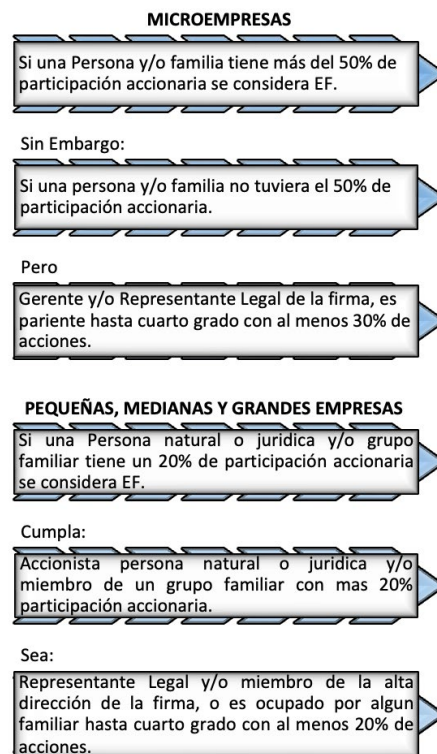 MICROEMPRESAS
Si una Persona y/o familia tiene más del 50% de
participación accionaria se considera EF.
Sin Embargo:
Si una persona y/o familia no tuviera el 50% de
participación accionaria.
Pero
Gerente y/o Representante Legal de la firma, es
pariente hasta cuarto grado con al menos 30% de
acciones.
PEQUEÑAS, MEDIANAS Y GRANDES EMPRESAS
Si una Persona natural o juridica y/o grupo
familiar tiene un 20% de participación accionaria
se considera EF.
Cumpla:
Accionista persona natural o juridica y/o
miembro de un grupo familiar con mas 20%
participación accionaria.
Sea:
Representante Legal y/o miembro de la alta
dirección de la firma, o es ocupado por algun
familiar hasta cuarto grado con al menos 20% de
acciones.